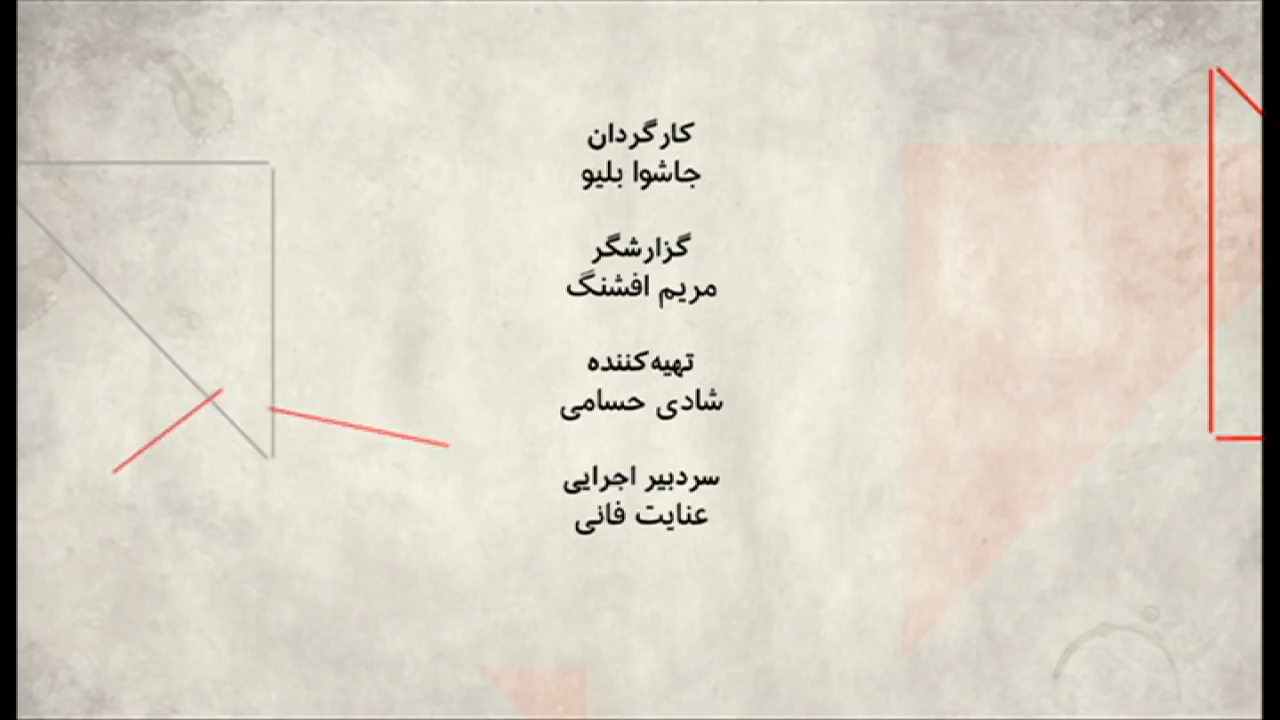 کارگردان
جاشوا بلیو
گزارشگر
مریم افشنگ
تهیه‌کننده
شادی حسامی
سردبیر اجرایی
عنایت فانی